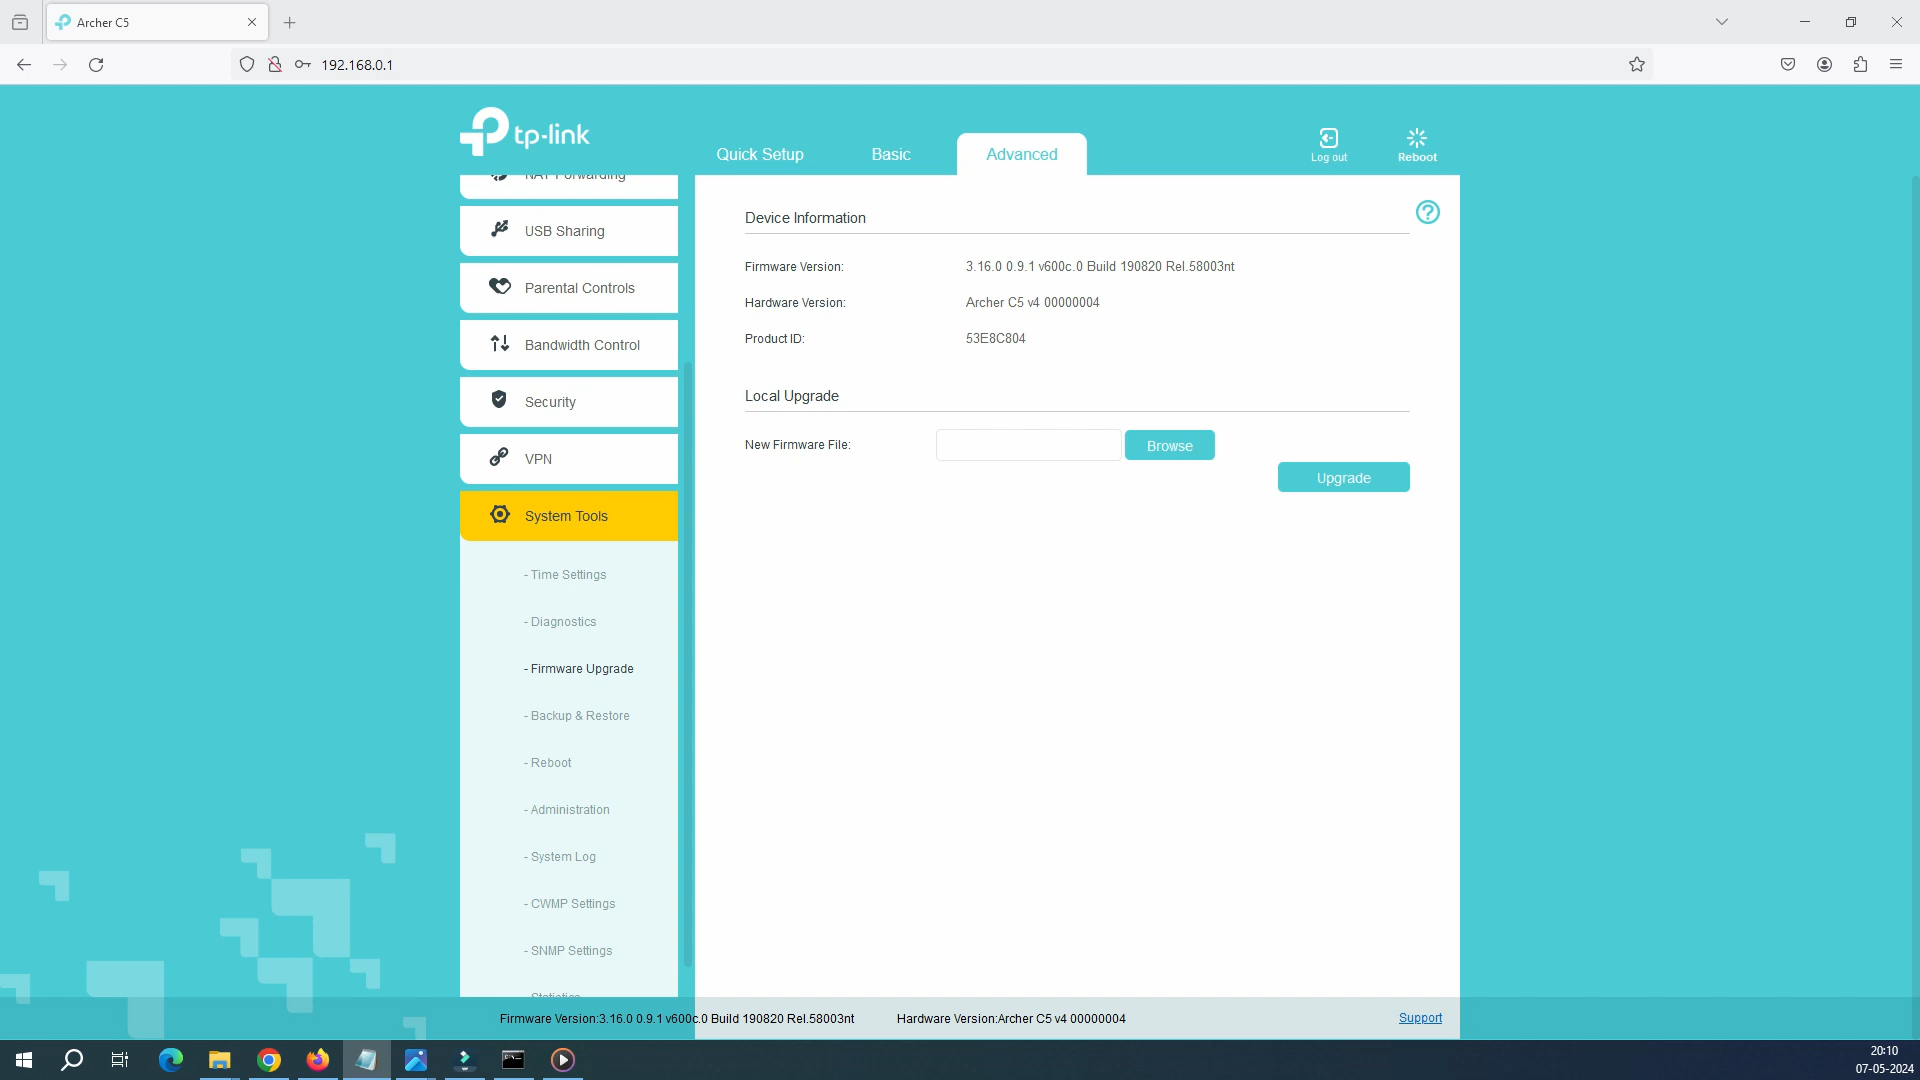 Archer C5
192.168.0.1
tp-link
Quick Setup
Basic
Advanced
Log out
Reboot
NAT Forwarding
USB Sharing
Parental Controls
Bandwidth Control
Security
VPN
System Tools
- Time Settings
- Diagnostics
- Firmware Upgrade
- Backup & Restore
- Reboot
- Administration
- System Log
- CWMP Settings
- SNMP Settings
- Statistics
Device Information
Firmware Version: 3.16.0 0.9.1 v600c.0 Build 190820 Rel.58003nt
Hardware Version: Archer C5 v4 00000004
Product ID: 53E8C804
Local Upgrade
New Firmware File: Browse
Upgrade
Firmware Version:3.16.0 0.9.1 v600c.0 Build 190820 Rel.58003nt Hardware Version:Archer C5 v4 00000004 Support
20:10
07-05-2024